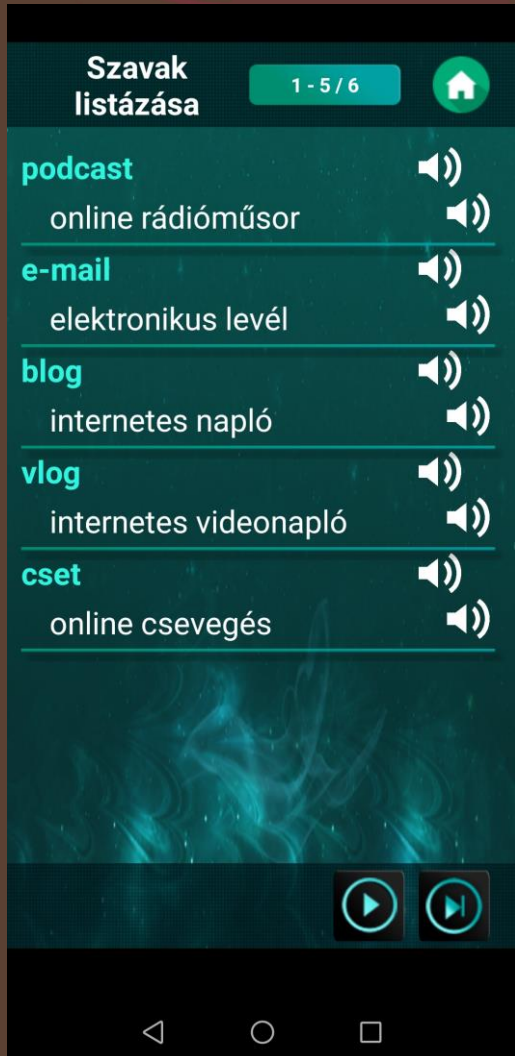 Szavak
listázása
1 - 5 / 6
podcast
online rádióműsor
e-mail
elektronikus levél
blog
internetes napló
vlog
internetes videonapló
cset
online csevegés